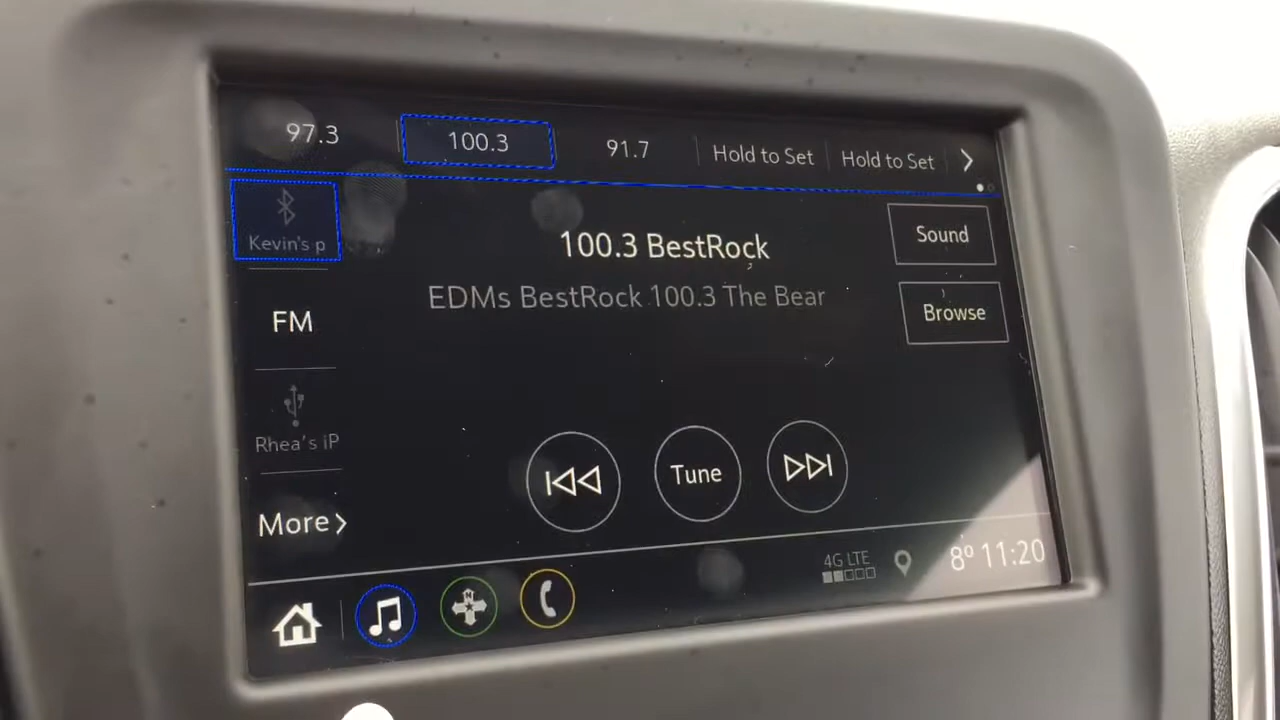 97.3
100.3
91.7
Hold to Set
Hold to Set
Kevin's p
100.3 BestRock
Sound
EDMs BestRock 100.3 The Bear
FM
Browse
Rhea's iP
Tune
More
4G LTE
8º 11:20